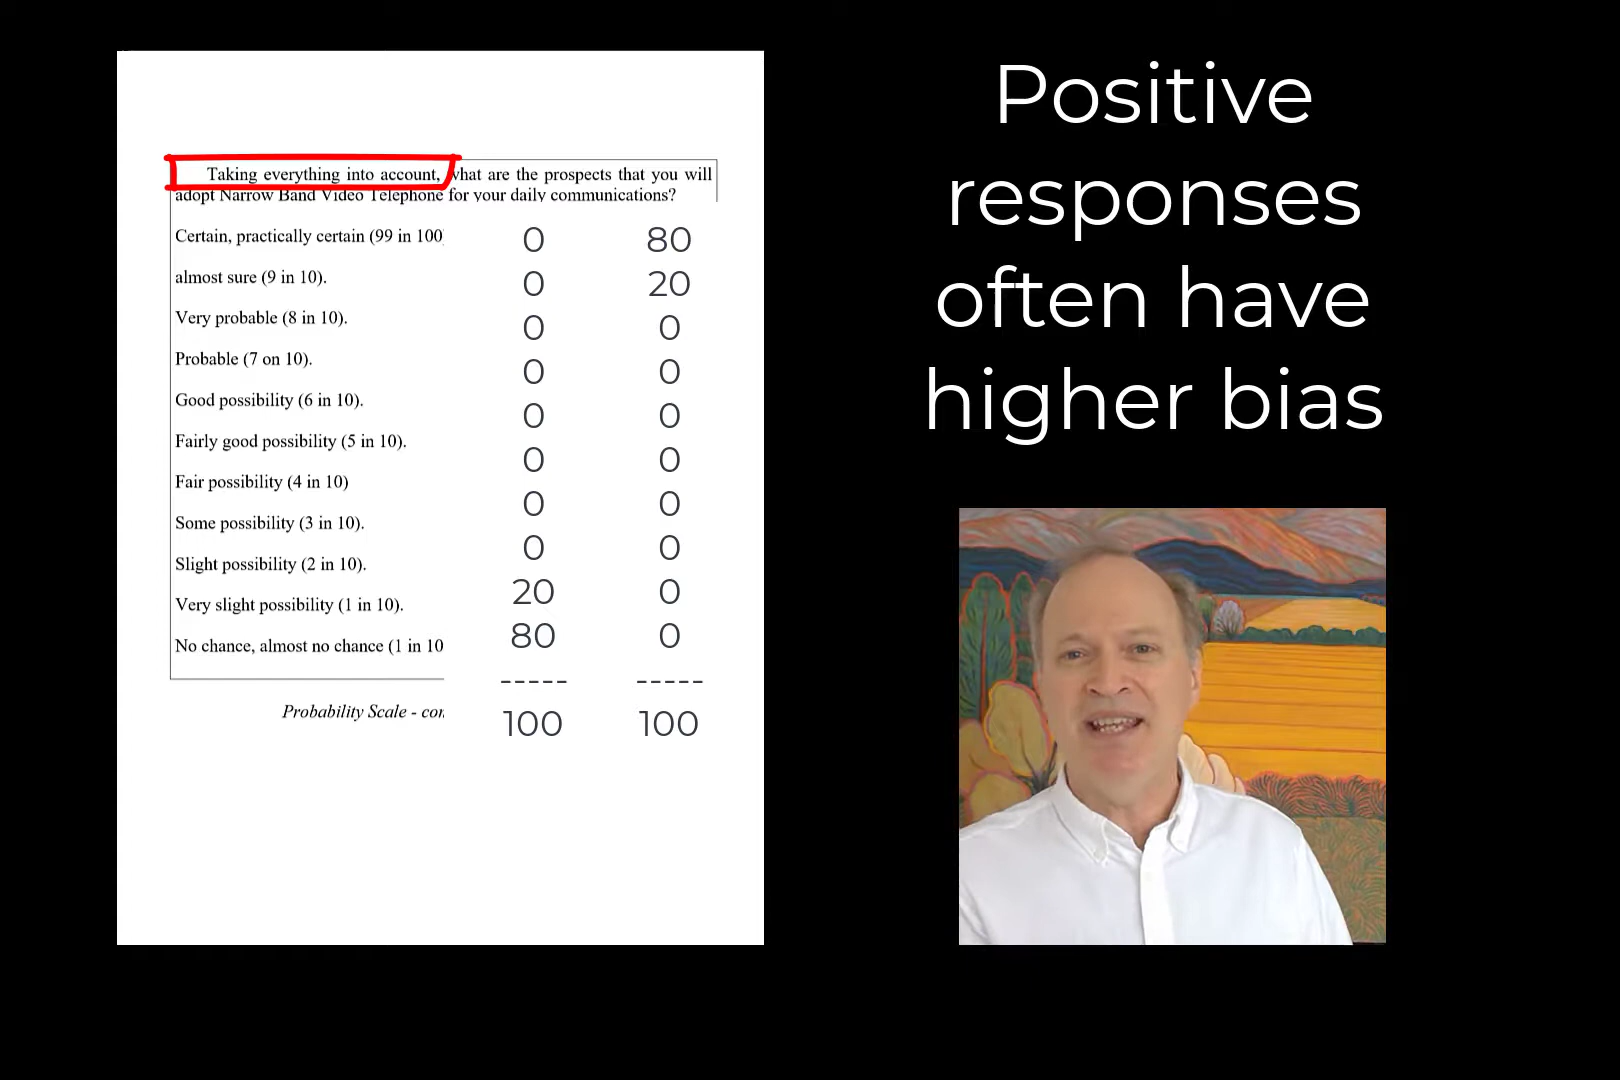 Positive
responses
often have
higher bias
Taking everything into account, what are the prospects that you will
adopt Narrow Band Video Telephone for your daily communications?
Certain, practically certain (99 in 100) 0 80
almost sure (9 in 10). 0 20
Very probable (8 in 10). 0 0
Probable (7 on 10). 0 0
Good possibility (6 in 10). 0 0
Fairly good possibility (5 in 10). 0 0
Fair possibility (4 in 10) 0 0
Some possibility (3 in 10). 0 0
Slight possibility (2 in 10). 20 0
Very slight possibility (1 in 10). 80 0
No chance, almost no chance (1 in 10
----- -----
Probability Scale - con 100 100